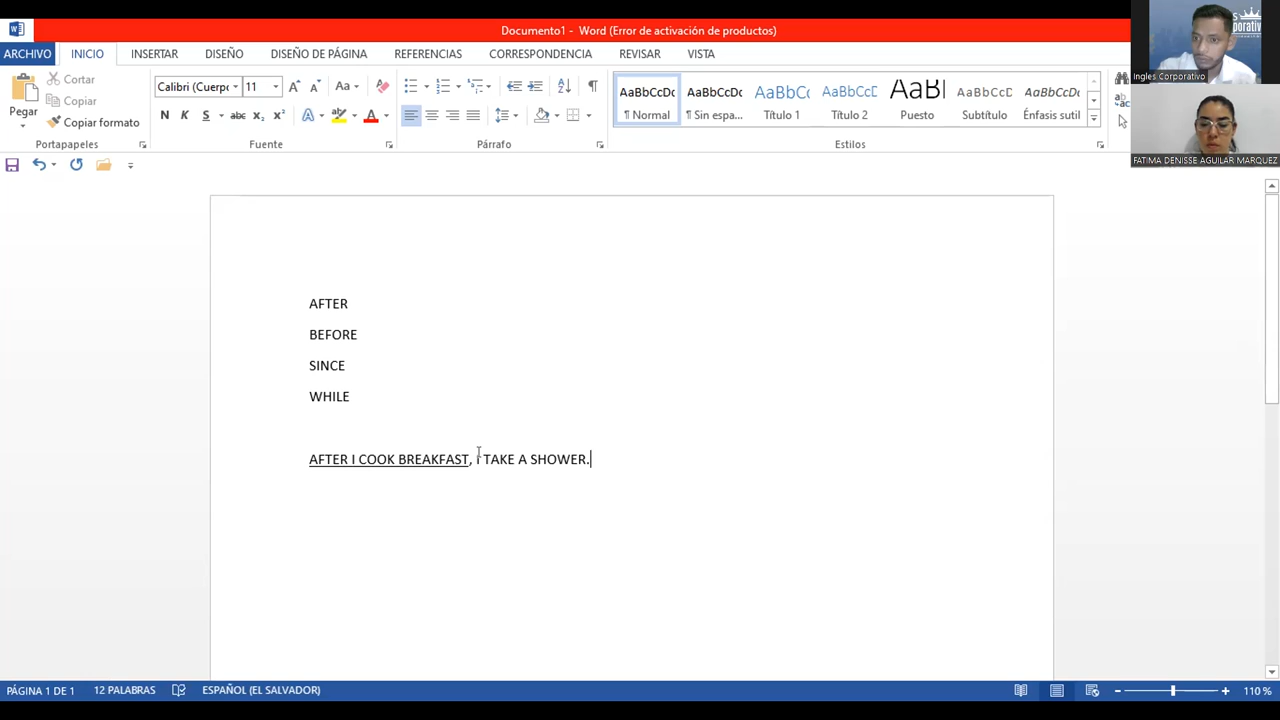 Documento1 - Word (Error de activación de productos)
ARCHIVO INICIO INSERTAR DISEÑO DISEÑO DE PÁGINA REFERENCIAS CORRESPONDENCIA REVISAR VISTA
Pegar
Cortar
Copiar
Copiar formato
Portapapeles
Calibri (Cuerpo 11
Fuente
Párrafo
AaBbCcDc AaBbCcDc AaBbCc AaBbCcD AaBl AaBbCcD AaBbCcDc
¶ Normal ¶ Sin espa... Título 1 Título 2 Puesto Subtítulo Énfasis sutil
Estilos
Ingles Corporativo
FATIMA DENISSE AGUILAR MARQUEZ
AFTER
BEFORE
SINCE
WHILE
AFTER I COOK BREAKFAST, I TAKE A SHOWER.
PÁGINA 1 DE 1 12 PALABRAS ESPAÑOL (EL SALVADOR) 110 %